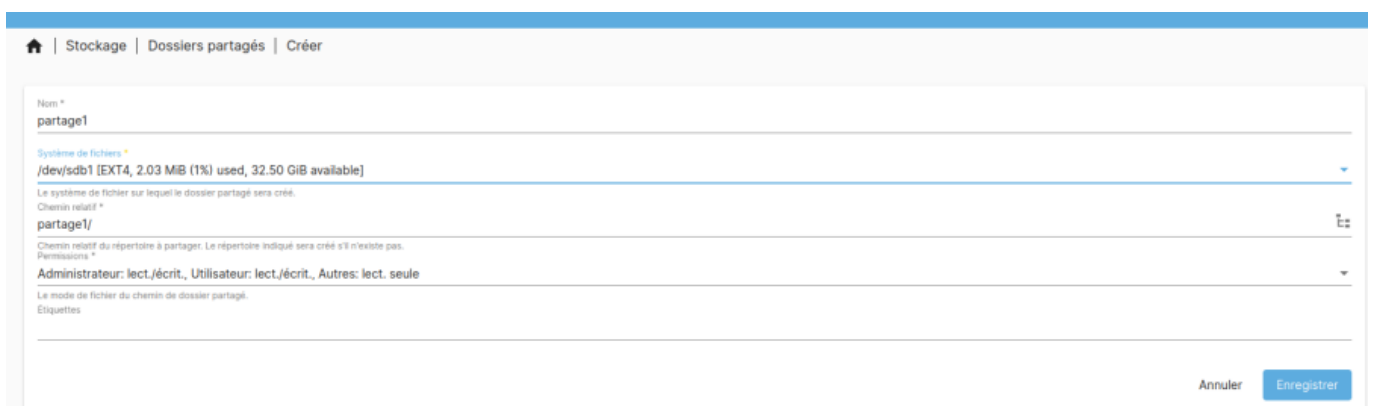 Stockage | Dossiers partagés | Créer
Nom *
partage1
Système de fichiers *
/dev/sdb1 [EXT4, 2.03 MiB (1%) used, 32.50 GiB available]
Le système de fichier sur lequel le dossier partagé sera créé.
Chemin relatif *
partage1/
Chemin relatif du répertoire à partager. Le répertoire indiqué sera créé s'il n'existe pas.
Permissions *
Administrateur: lect./écrit., Utilisateur: lect./écrit., Autres: lect. seule
Le mode de fichier du chemin de dossier partagé.
Étiquettes
Annuler Enregistrer